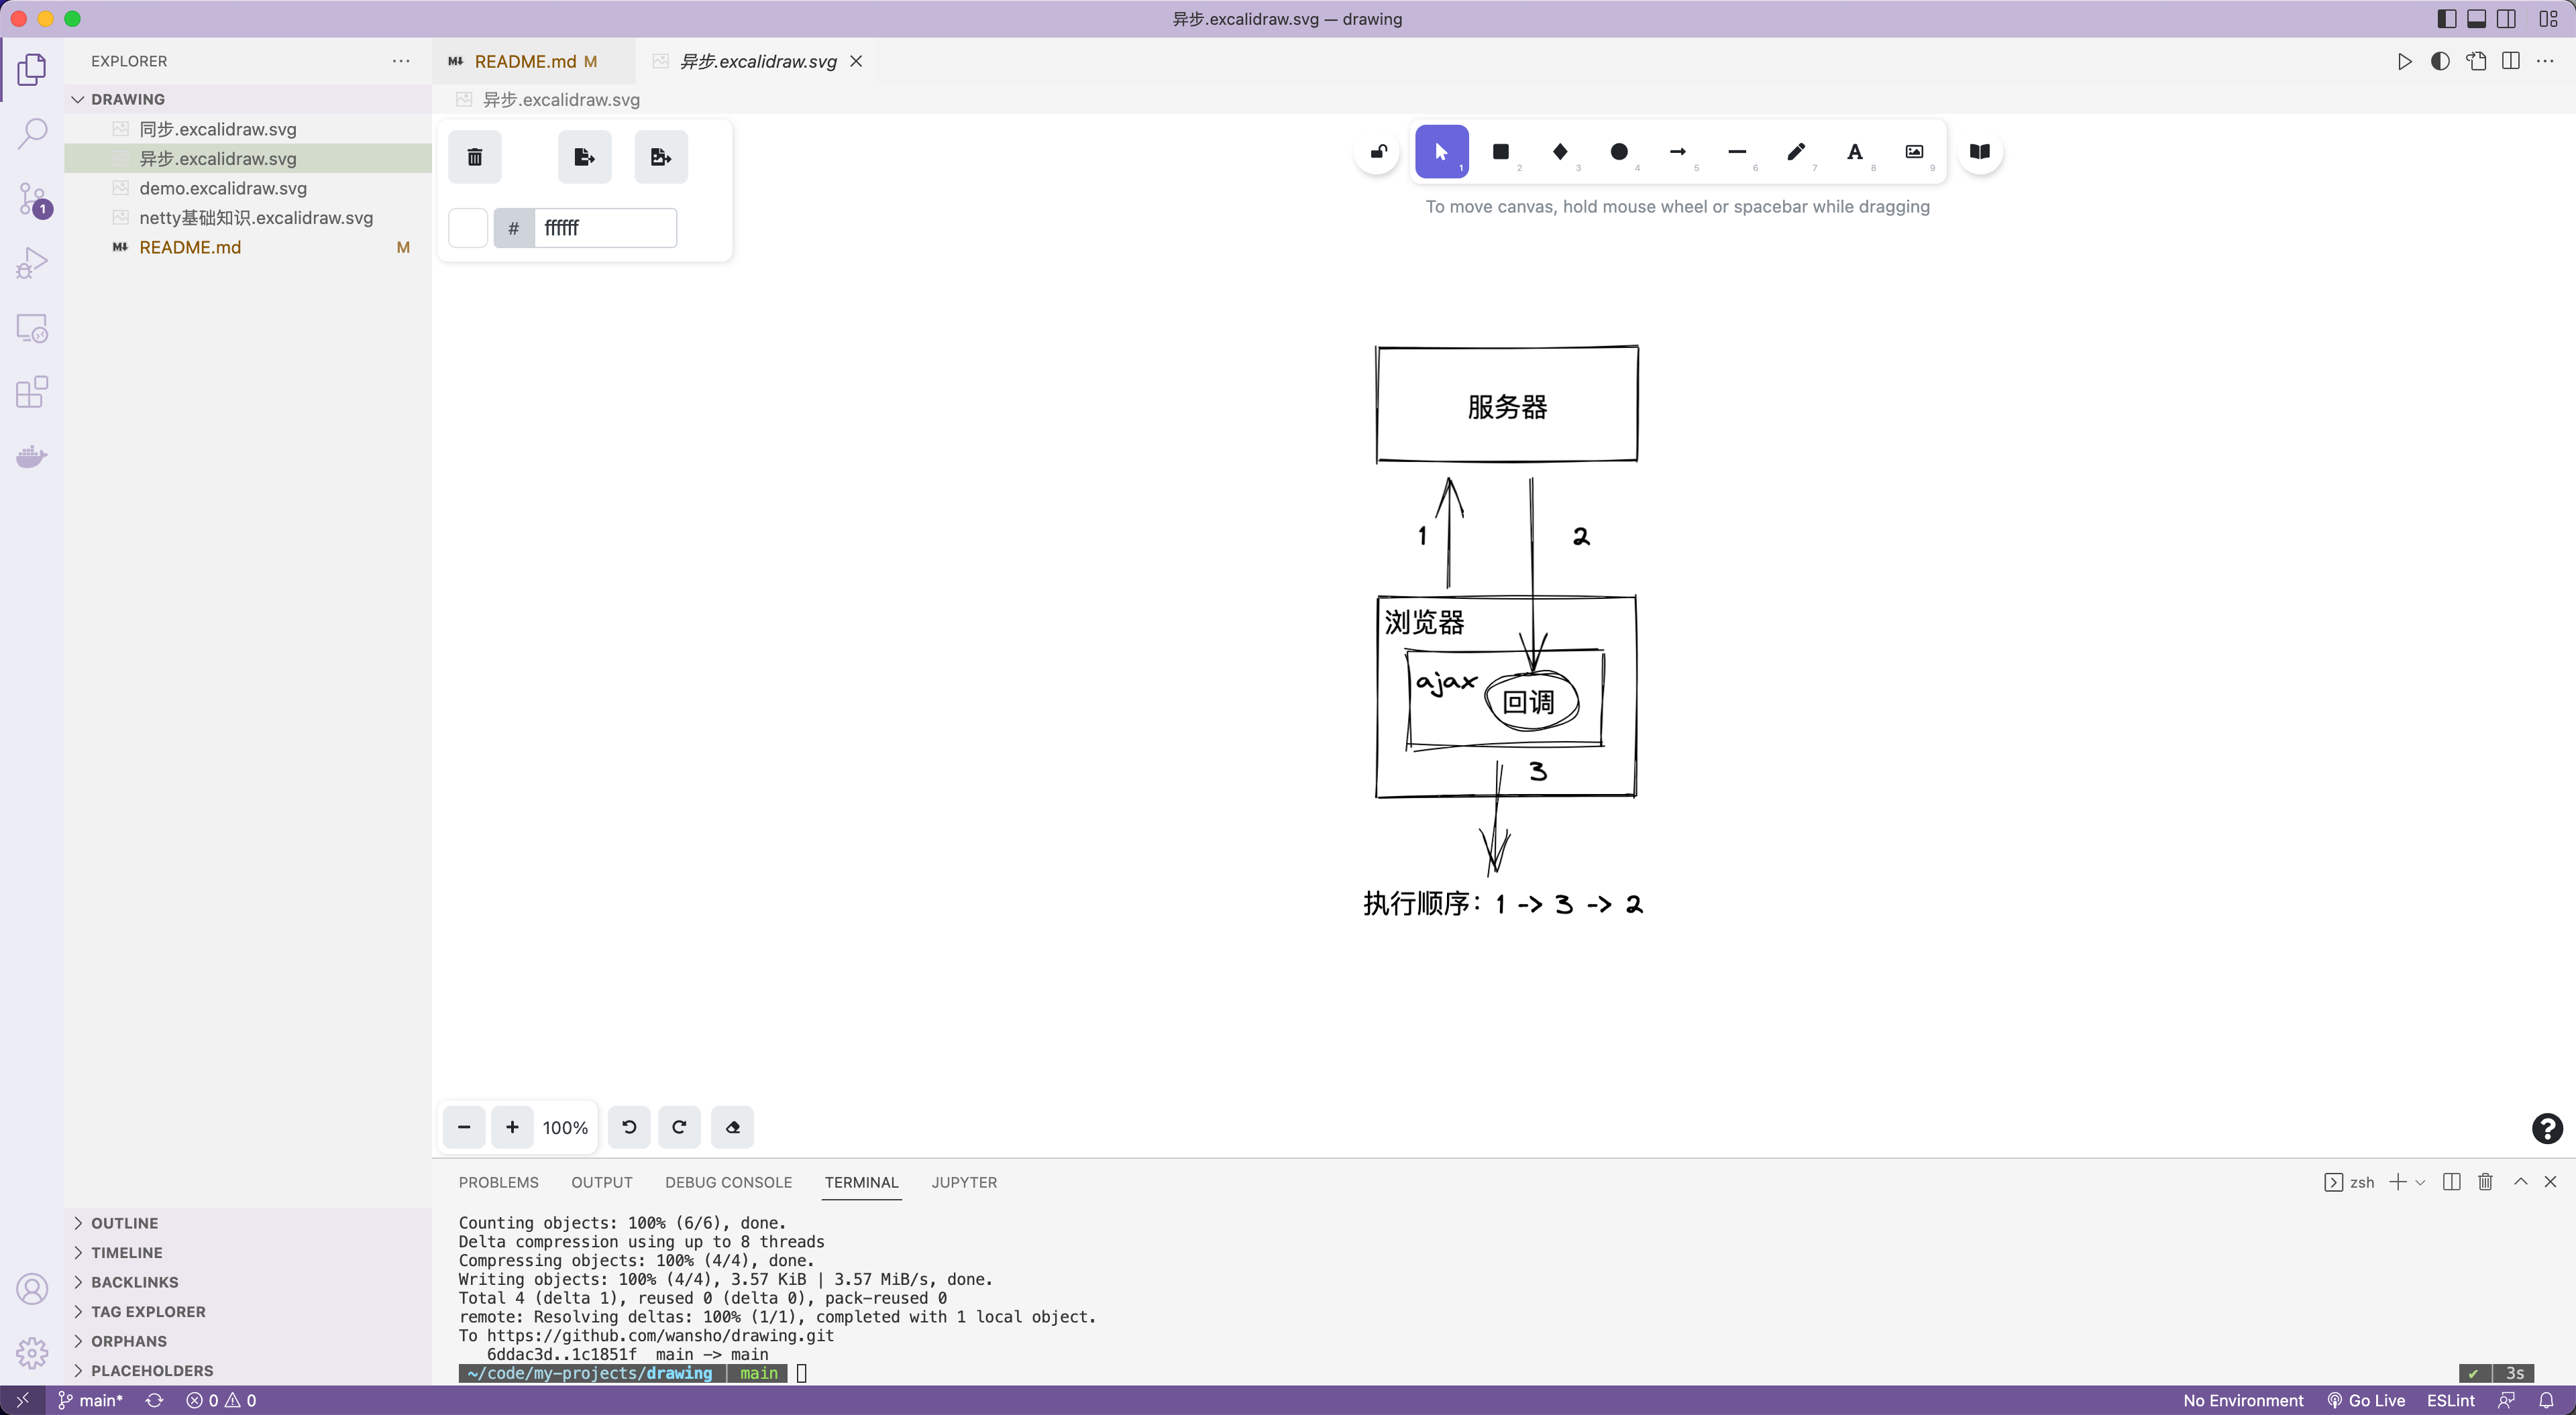 异步.excalidraw.svg — drawing
EXPLORER
README.md M
异步.excalidraw.svg
DRAWING
异步.excalidraw.svg
同步.excalidraw.svg
异步.excalidraw.svg
demo.excalidraw.svg
netty基础知识.excalidraw.svg
README.md M
# ffffff
1 2 3 4 5 6 7 8 9
To move canvas, hold mouse wheel or spacebar while dragging
服务器
1 2
浏览器
ajax 回调
3
执行顺序：1 -> 3 -> 2
100%
PROBLEMS OUTPUT DEBUG CONSOLE TERMINAL JUPYTER
zsh
Counting objects: 100% (6/6), done.
Delta compression using up to 8 threads
Compressing objects: 100% (4/4), done.
Writing objects: 100% (4/4), 3.57 KiB | 3.57 MiB/s, done.
Total 4 (delta 1), reused 0 (delta 0), pack-reused 0
remote: Resolving deltas: 100% (1/1), completed with 1 local object.
To https://github.com/wansho/drawing.git
6ddac3d..1c1851f main -> main
~/code/my-projects/drawing main
✔ 3s
OUTLINE
TIMELINE
BACKLINKS
TAG EXPLORER
ORPHANS
PLACEHOLDERS
1
main* 0 0
No Environment Go Live ESLint